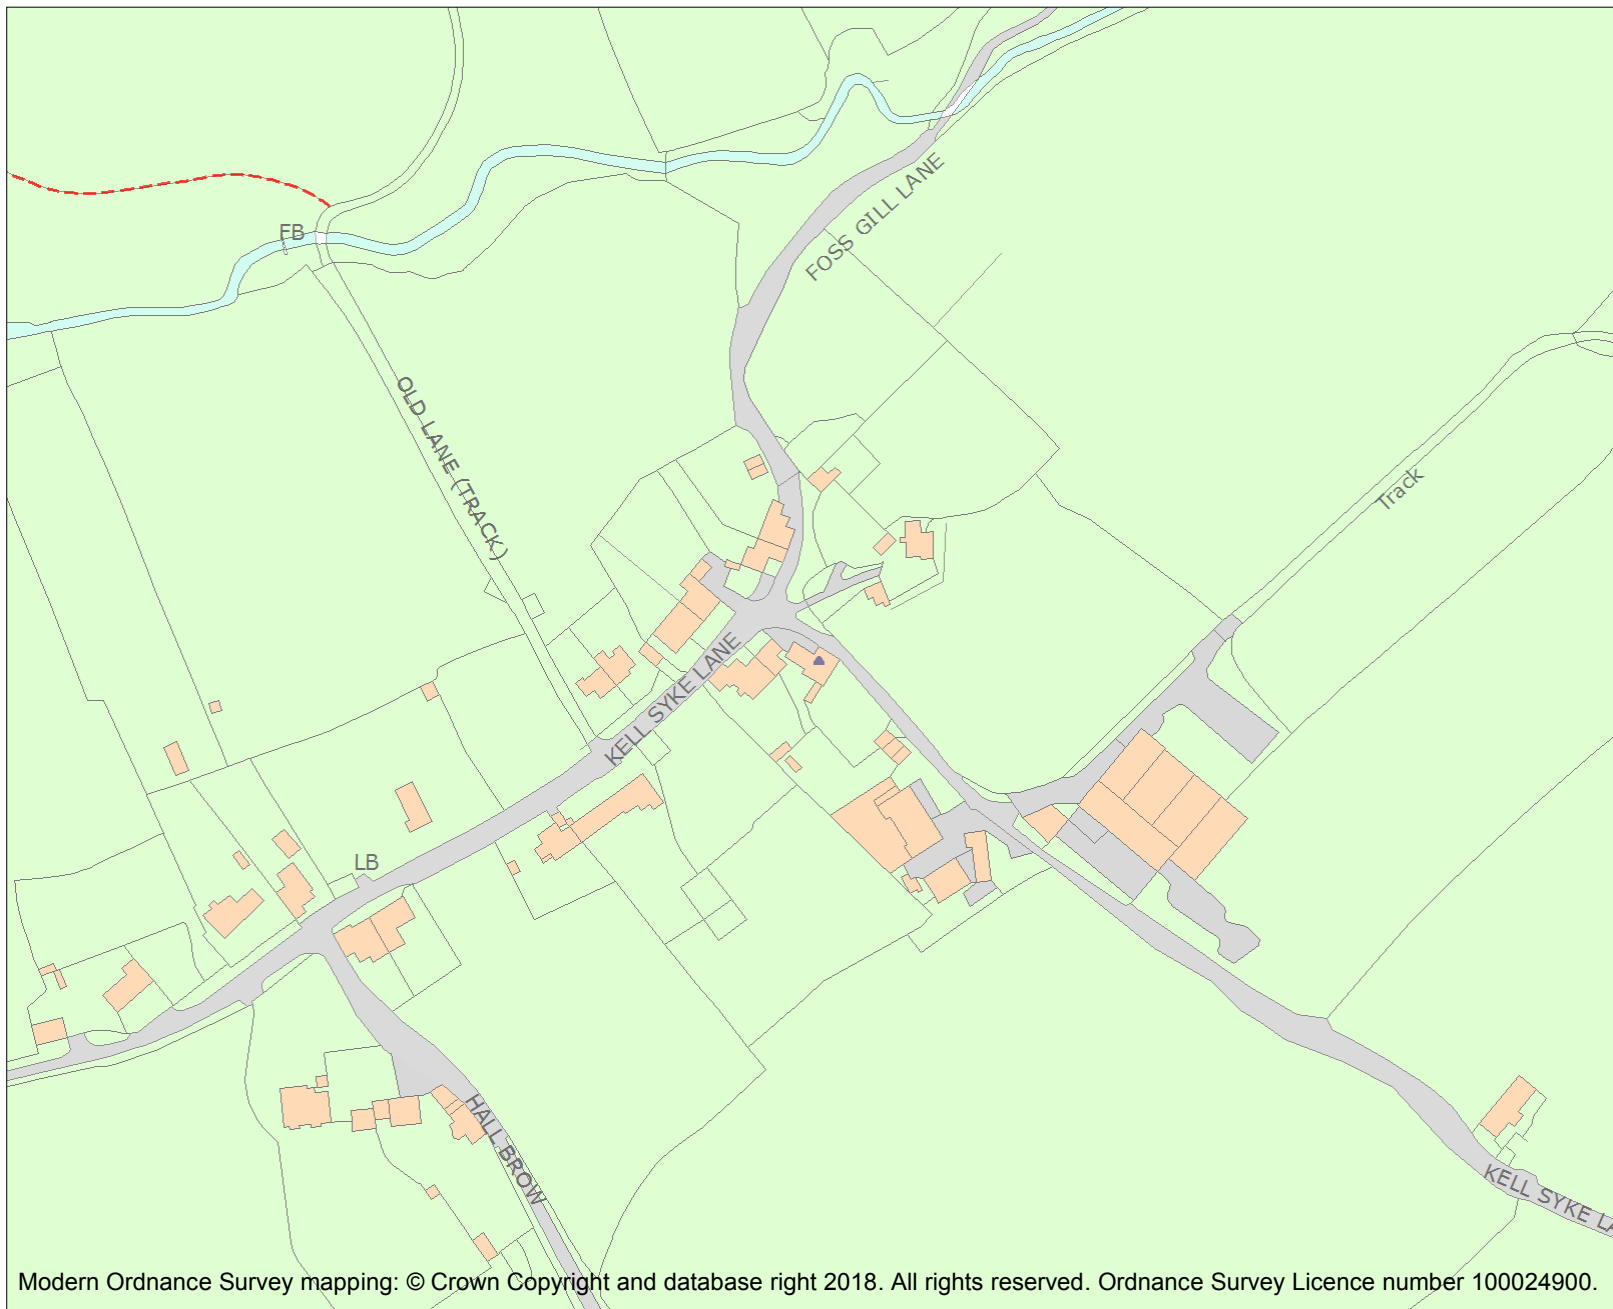 FOSS GILL LANE
FB
OLD LANE (TRACK)
Track
KELL SYKE LANE
LB
HALL BROW
KELL SYKE LA
Modern Ordnance Survey mapping: © Crown Copyright and database right 2018. All rights reserved. Ordnance Survey Licence number 100024900.